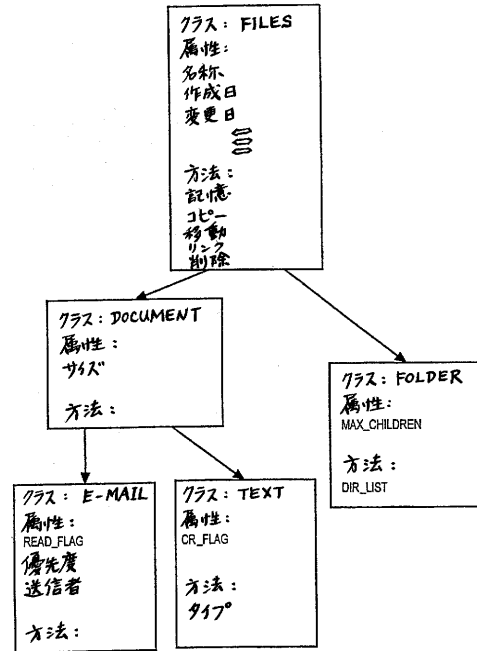 クラス: FILES
属性:
名称
作成日
変更日
方法:
記憶
コピー
移動
リンク
削除
クラス: DOCUMENT
属性:
サイズ
方法:
クラス: FOLDER
属性:
MAX_CHILDREN
方法:
DIR_LIST
クラス: E-MAIL
属性:
READ_FLAG
優先度
送信者
方法:
クラス: TEXT
属性:
CR_FLAG
方法:
タイプ